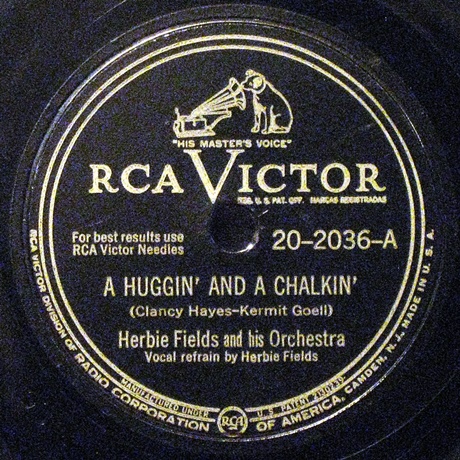 "HIS MASTER'S VOICE"
RCA VICTOR
REG. U. S. PAT. OFF. MARCAS REGISTRADAS
For best results use
RCA Victor Needles
20-2036-A
A HUGGIN' AND A CHALKIN'
(Clancy Hayes-Kermit Goell)
Herbie Fields and his Orchestra
Vocal refrain by Herbie Fields
RCA VICTOR DIVISION OF RADIO CORPORATION OF AMERICA, CAMDEN, N. J. MADE IN U. S. A.
MANUFACTURED UNDER
RCA
U. S. PATENT